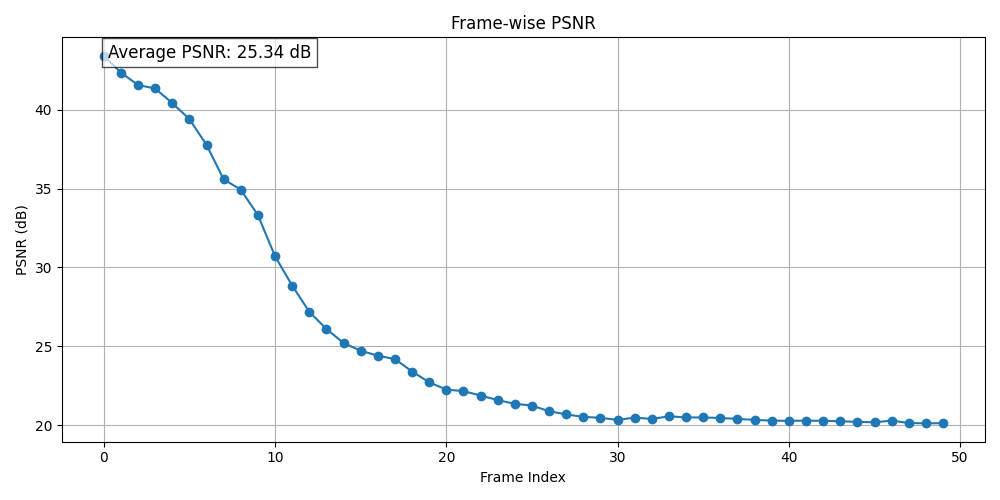 Frame-wise PSNR
Average PSNR: 25.34 dB
PSNR (dB)
40
35
30
25
20
0 10 20 30 40 50
Frame Index